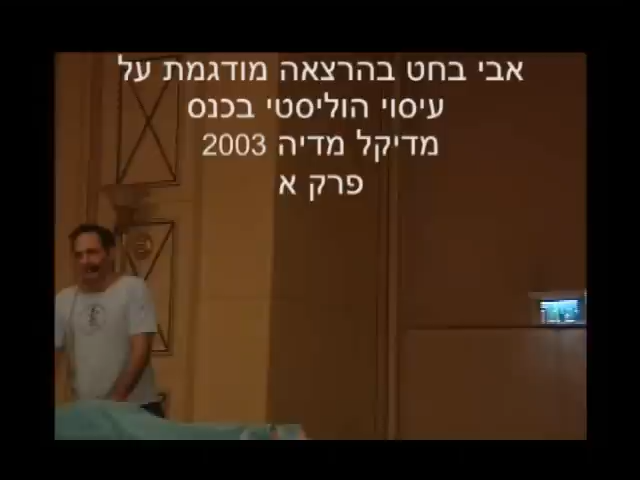 אבי בחט בהרצאה מודגמת על
עיסוי הוליסטי בכנס
מדיקל מדיה 2003
פרק א